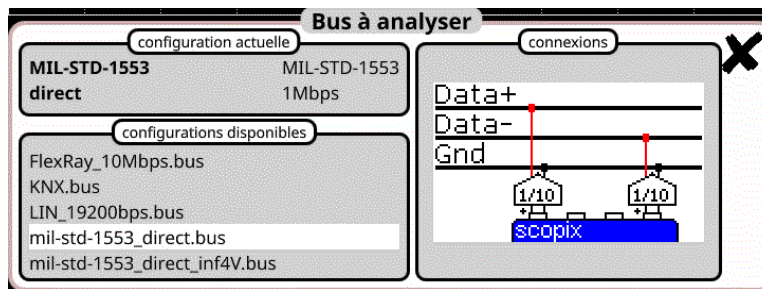 Bus à analyser
configuration actuelle
MIL-STD-1553 MIL-STD-1553
direct 1Mbps
configurations disponibles
FlexRay_10Mbps.bus
KNX.bus
LIN_19200bps.bus
mil-std-1553_direct.bus
mil-std-1553_direct_inf4V.bus
connexions
Data+
Data-
Gnd
1/10 1/10
scopix